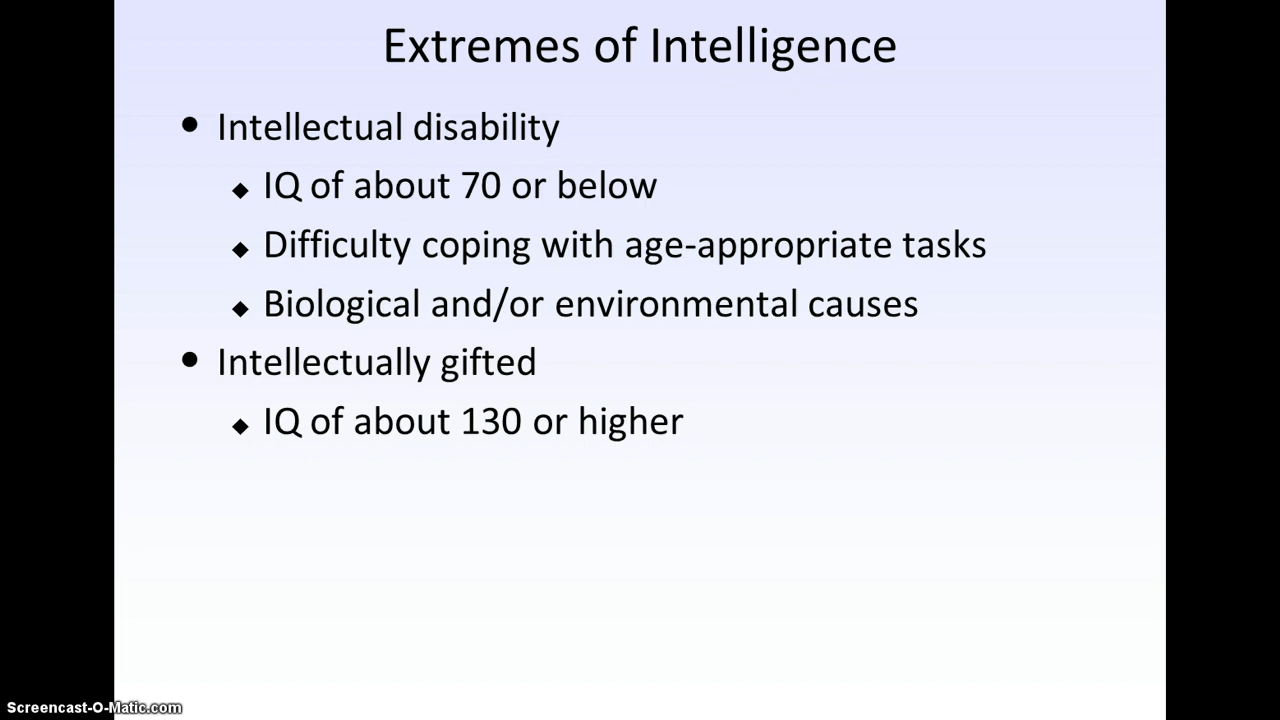 Extremes of Intelligence
• Intellectual disability
◆ IQ of about 70 or below
◆ Difficulty coping with age-appropriate tasks
◆ Biological and/or environmental causes
• Intellectually gifted
◆ IQ of about 130 or higher
Screencast-O-Matic.com